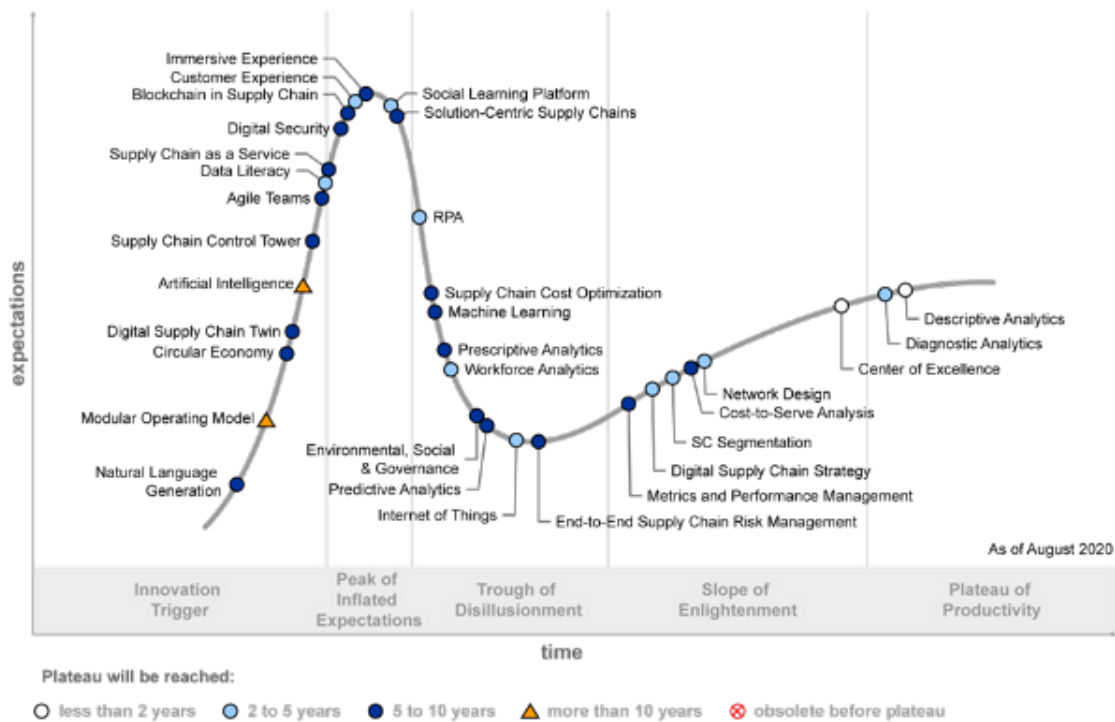 Immersive Experience
Customer Experience
Blockchain in Supply Chain
Digital Security
Supply Chain as a Service
Data Literacy
Agile Teams
Supply Chain Control Tower
Artificial Intelligence
Digital Supply Chain Twin
Circular Economy
Modular Operating Model
Natural Language
Generation
Social Learning Platform
Solution-Centric Supply Chains
RPA
Supply Chain Cost Optimization
Machine Learning
Prescriptive Analytics
Workforce Analytics
Environmental, Social
& Governance
Predictive Analytics
Internet of Things
End-to-End Supply Chain Risk Management
Metrics and Performance Management
Digital Supply Chain Strategy
SC Segmentation
Cost-to-Serve Analysis
Network Design
Center of Excellence
Diagnostic Analytics
Descriptive Analytics
As of August 2020
expectations
Innovation
Trigger
Peak of
Inflated
Expectations
Trough of
Disillusionment
Slope of
Enlightenment
Plateau of
Productivity
time
Plateau will be reached:
less than 2 years
2 to 5 years
5 to 10 years
more than 10 years
obsolete before plateau